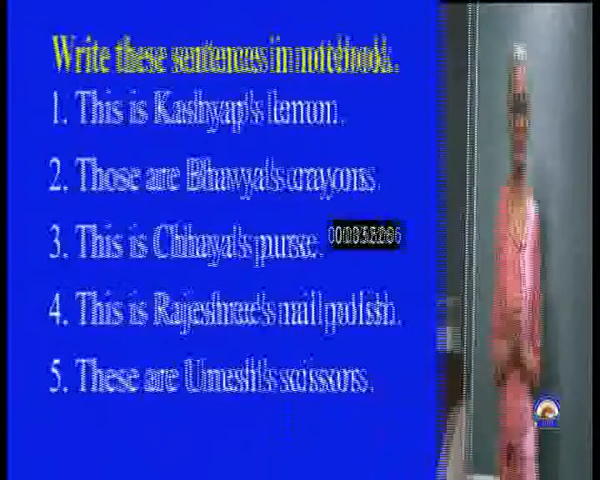 Write these sentences in notebook.
1. This is Kashyap's lemon.
2. Those are Bhavya's crayons.
3. This is Chhaya's purse.
4. This is Rajeshree's nail polish.
5. These are Umesh's scissors.